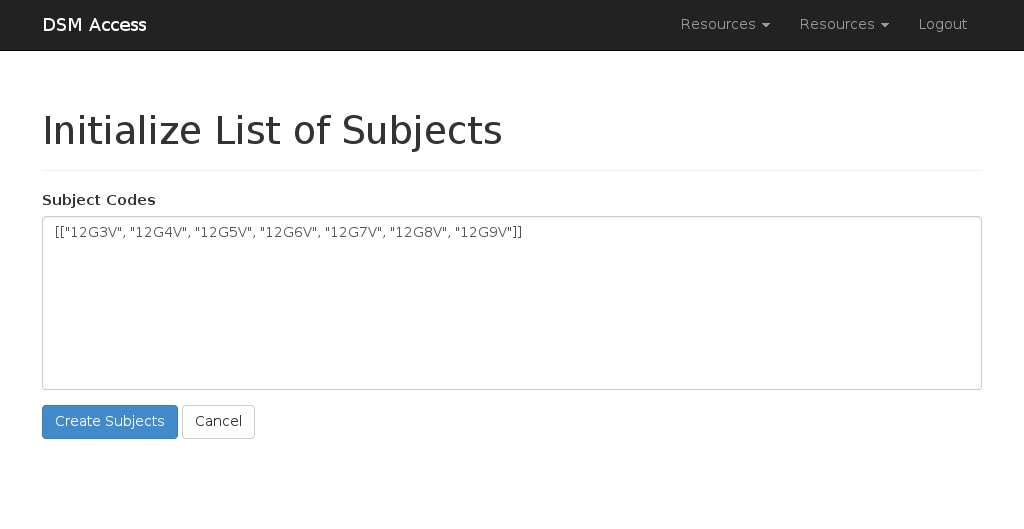 DSM Access Resources Resources Logout
Initialize List of Subjects
Subject Codes
[["12G3V", "12G4V", "12G5V", "12G6V", "12G7V", "12G8V", "12G9V"]]
Create Subjects Cancel